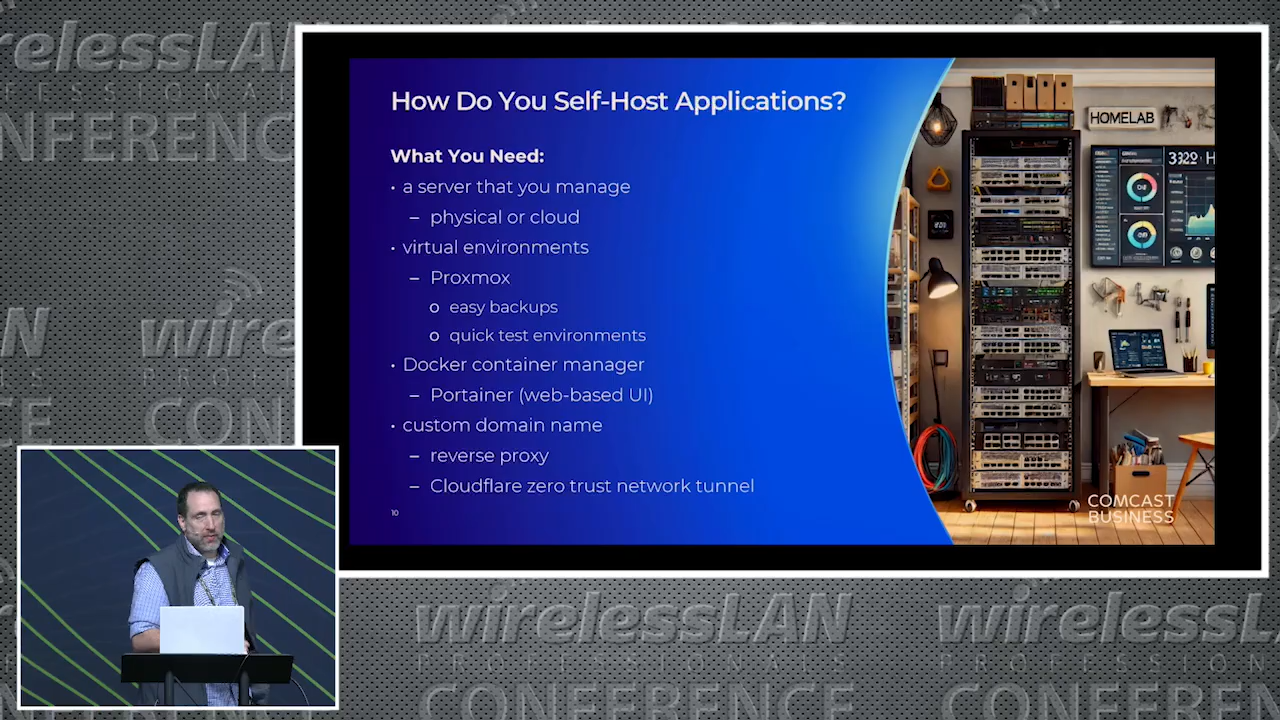 How Do You Self-Host Applications?
What You Need:
• a server that you manage
– physical or cloud
• virtual environments
– Proxmox
o easy backups
o quick test environments
• Docker container manager
– Portainer (web-based UI)
• custom domain name
– reverse proxy
– Cloudflare zero trust network tunnel
10
HOMELAB
COMCAST
BUSINESS
wirelessLAN
PROFESSIONALS
CONFERENCE